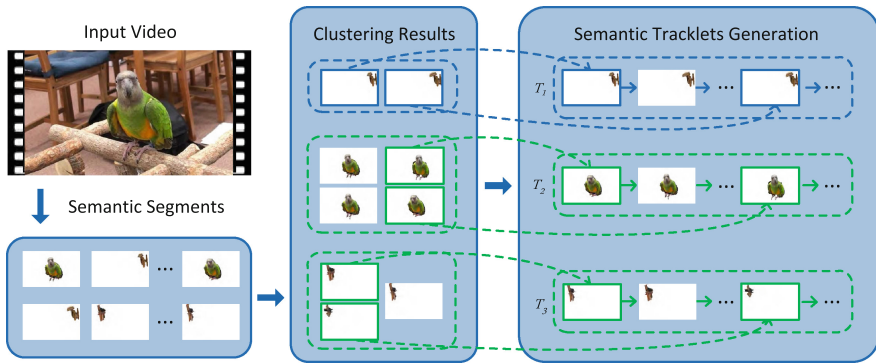 Input Video
Clustering Results
Semantic Tracklets Generation
T1
...
...
T2
...
...
Semantic Segments
...
...
T3
...
...